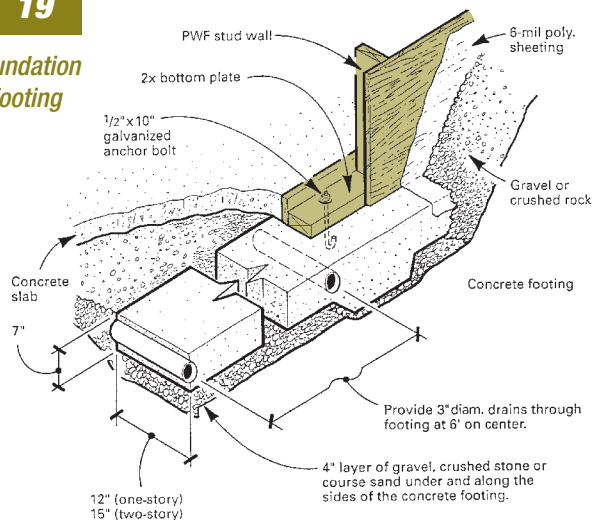 19
undation
ooting
PWF stud wall
2x bottom plate
1/2"x10"
galvanized
anchor bolt
6-mil poly.
sheeting
Gravel or
crushed rock
Concrete
slab
Concrete footing
7"
Provide 3"diam. drains through
footing at 6' on center.
4" layer of gravel, crushed stone or
course sand under and along the
sides of the concrete footing.
12" (one-story)
15" (two-story)